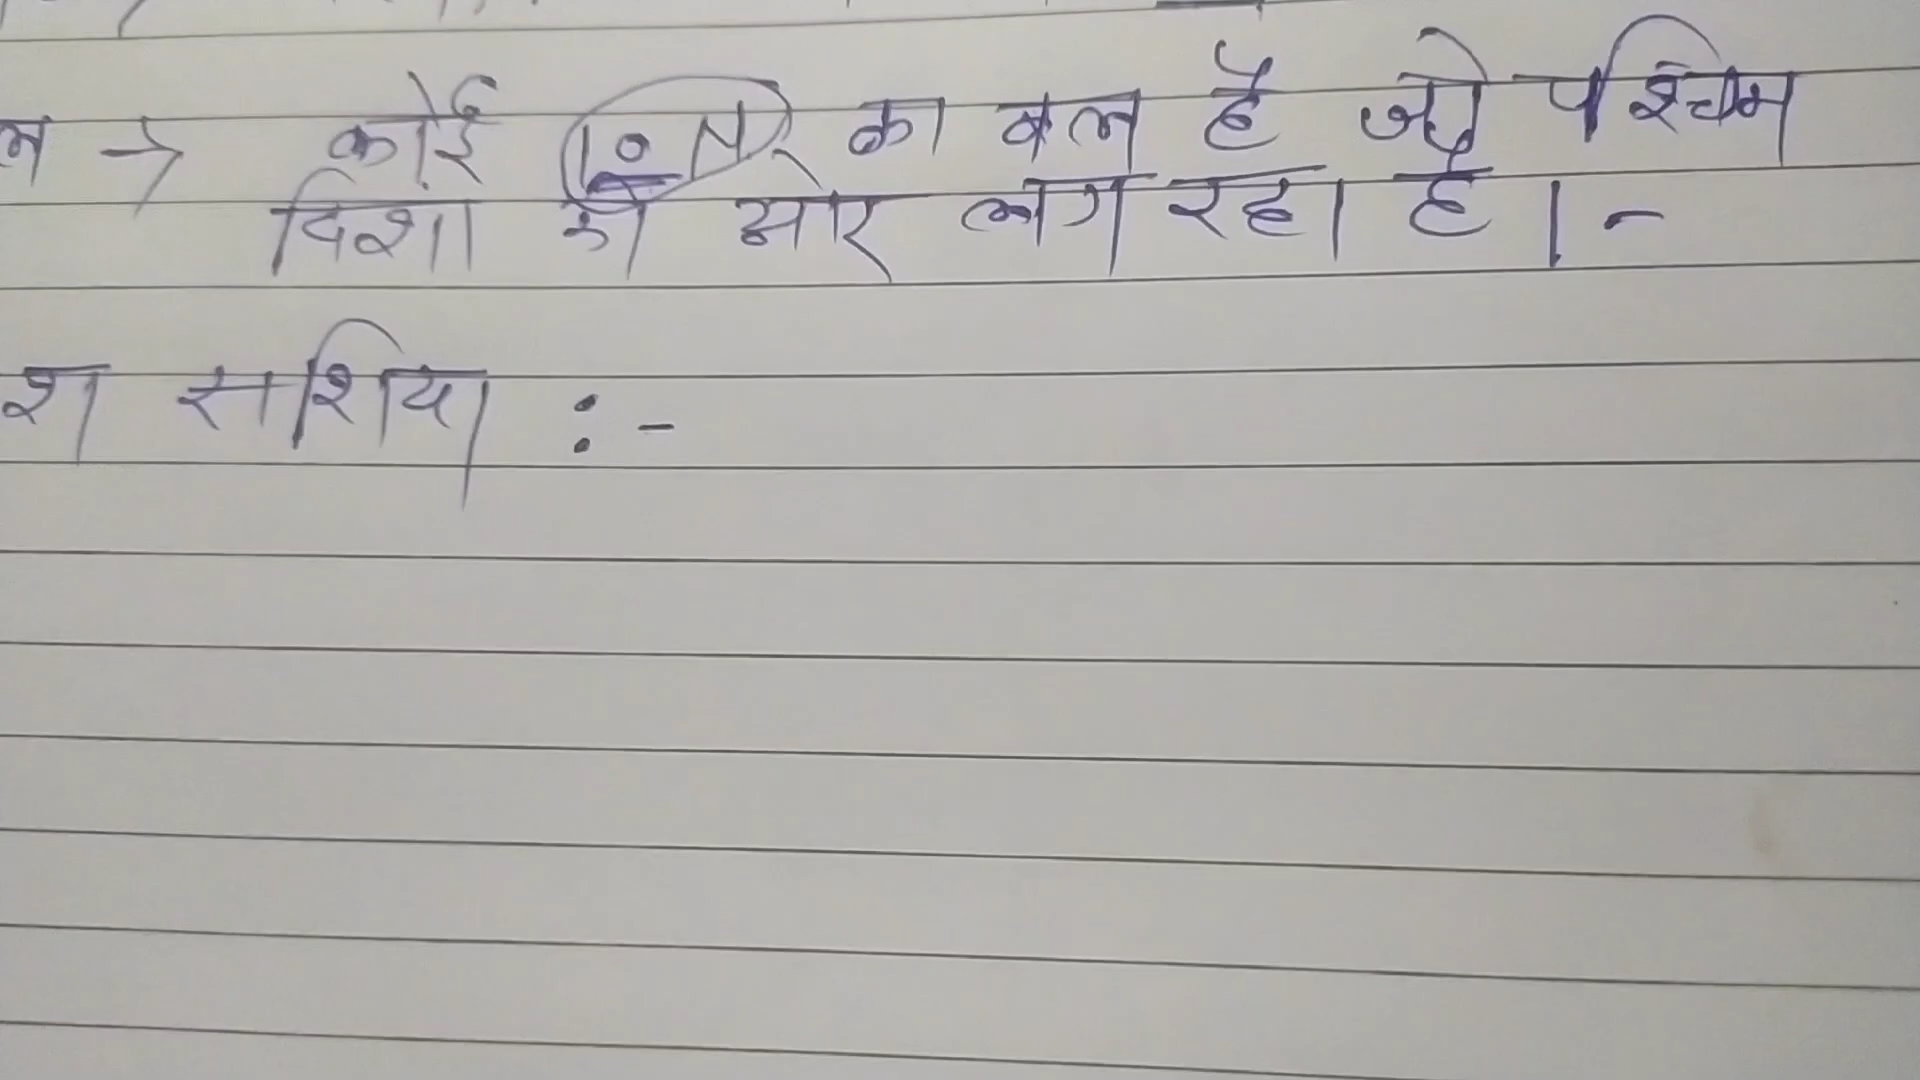 ल → कोई 10 N का बल है जो पश्चिम
दिशा की ओर लग रहा है । -
श राशिया :-